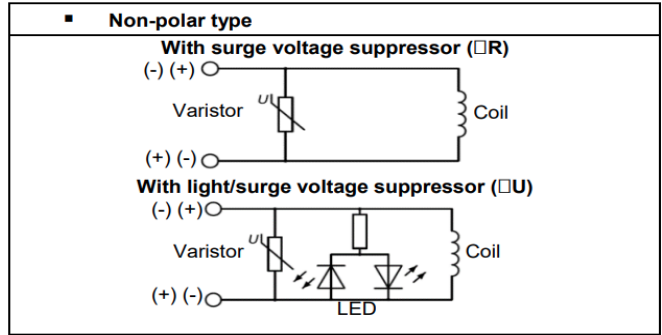 ▪ Non-polar type
With surge voltage suppressor (□R)
(-) (+)
Varistor U Coil
(+) (-)
With light/surge voltage suppressor (□U)
(-) (+)
Varistor U Coil
(+) (-)
LED